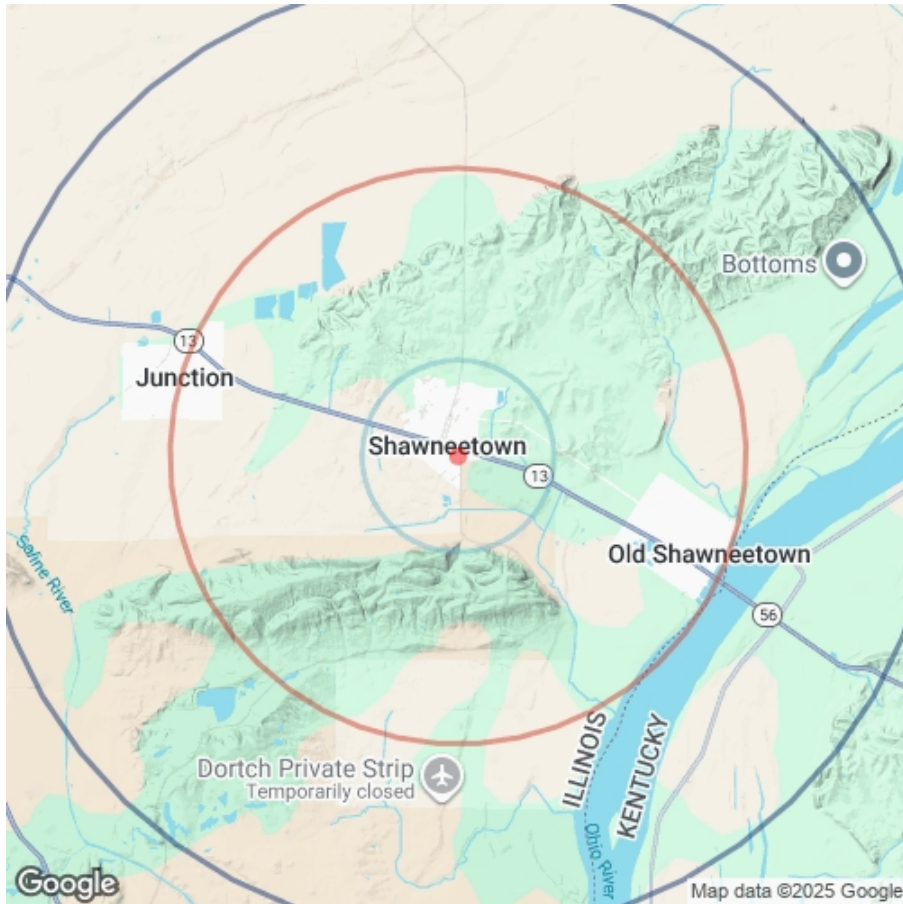 Bottoms
13
Junction
Shawneetown
13
Old Shawneetown
Saline River
56
ILLINOIS
KENTUCKY
Dortch Private Strip
Temporarily closed
Ohio River
Google
Map data ©2025 Google